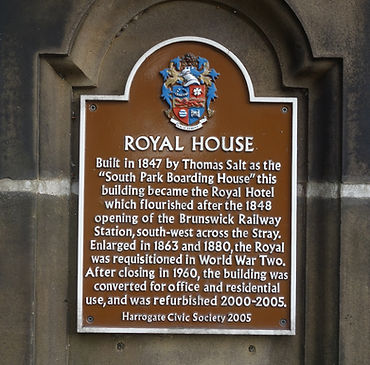 ROYAL HOUSE
Built in 1847 by Thomas Salt as the
"South Park Boarding House" this
building became the Royal Hotel
which flourished after the 1848
opening of the Brunswick Railway
Station, south-west across the Stray.
Enlarged in 1863 and 1880, the Royal
was requisitioned in World War Two.
After closing in 1960, the building was
converted for office and residential
use, and was refurbished 2000-2005.
Harrogate Civic Society 2005